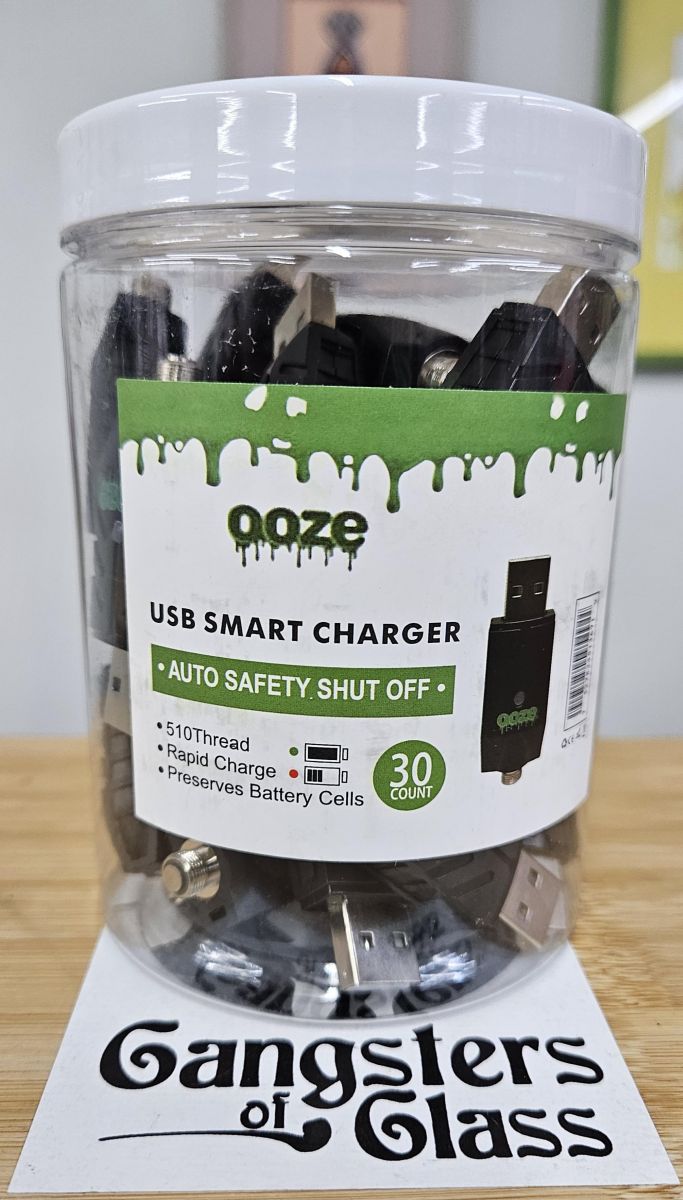 ooze
USB SMART CHARGER
• AUTO SAFETY SHUT OFF •
• 510Thread
• Rapid Charge
• Preserves Battery Cells
30
COUNT
ooze
Gangsters
of
Glass